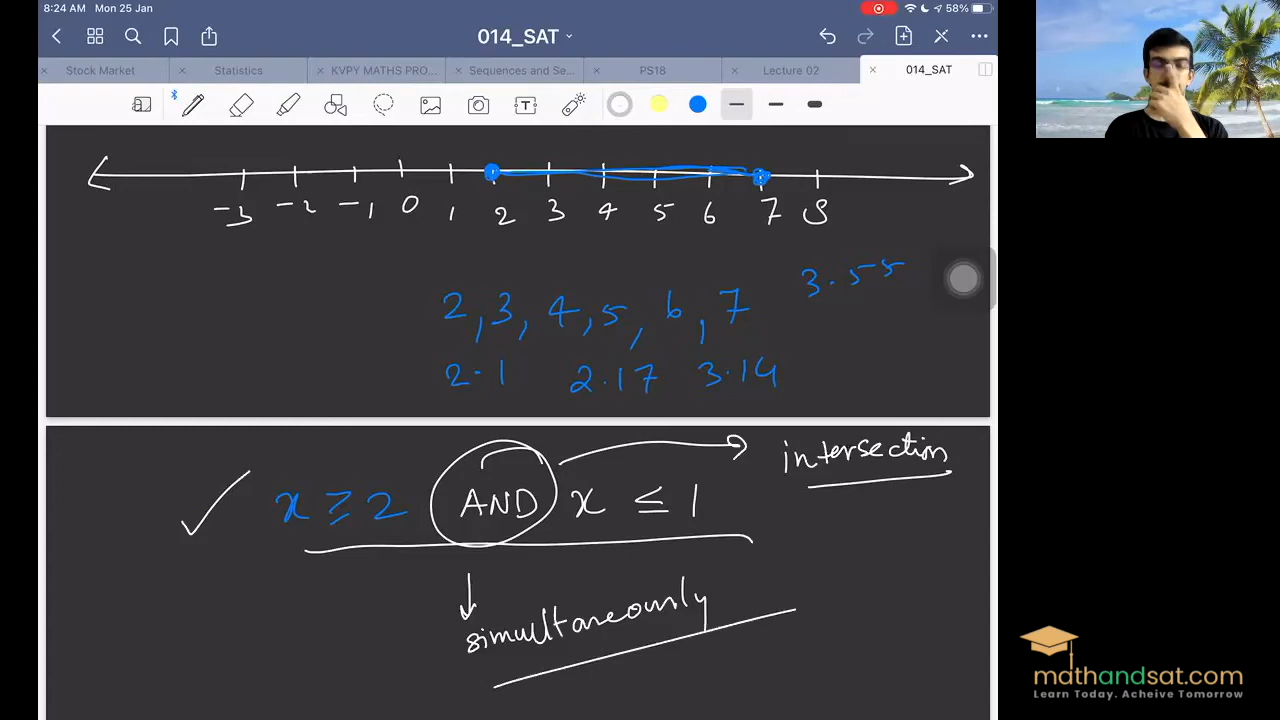 8:24 AM Mon 25 Jan
58%
014_SAT
Stock Market
Statistics
KVPY MATHS PRO...
Sequences and Se...
PS18
Lecture 02
014_SAT
-3 -2 -1 0 1 2 3 4 5 6 7 8
3.55
2, 3, 4, 5, 6, 7
2.1 2.17 3.14
intersection
x ≥ 2 AND x ≤ 1
simultaneously
mathandsat.com
Learn Today. Acheive Tomorrow